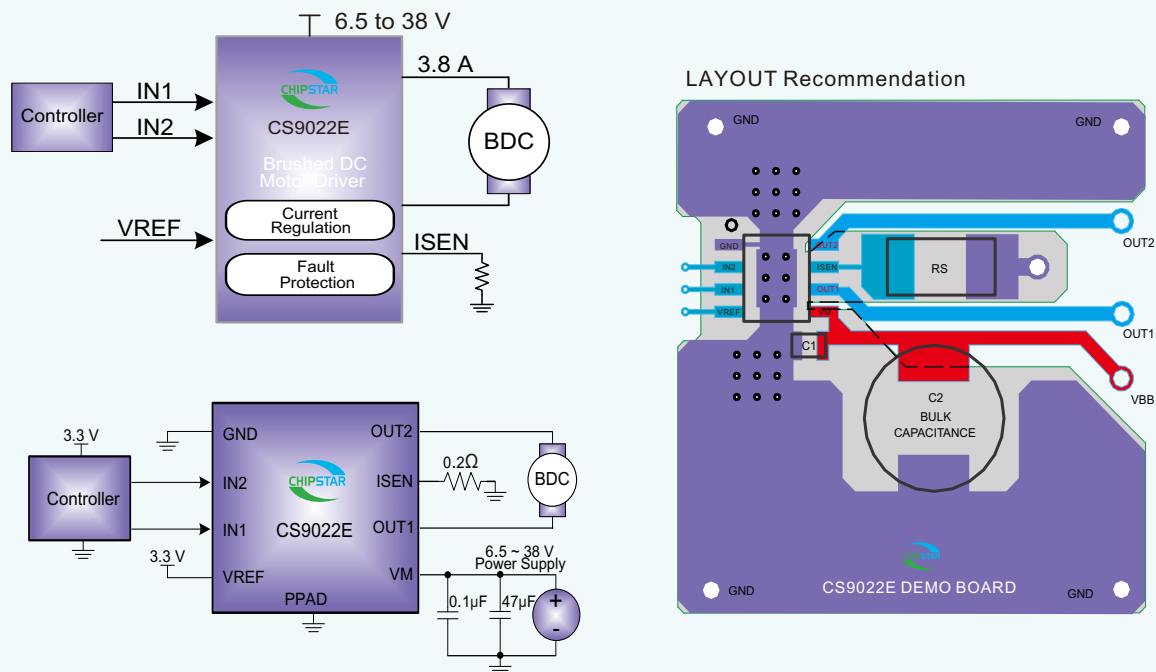 6.5 to 38 V
Controller
IN1
IN2
VREF
CHIPSTAR
CS9022E
Brushed DC
Motor Driver
Current
Regulation
Fault
Protection
3.8 A
BDC
ISEN
3.3 V
Controller
3.3 V
GND
IN2
IN1
VREF
CHIPSTAR
CS9022E
PPAD
OUT2
ISEN
OUT1
VM
0.2Ω
BDC
6.5 ~ 38 V
Power Supply
0.1µF
47µF
+
-
LAYOUT Recommendation
GND
GND
GND
IN2
IN1
VREF
OUT2
ISEN
OUT1
VM
RS
OUT2
OUT1
VBB
C1
C2
BULK
CAPACITANCE
CHIPSTAR
CS9022E DEMO BOARD
GND
GND